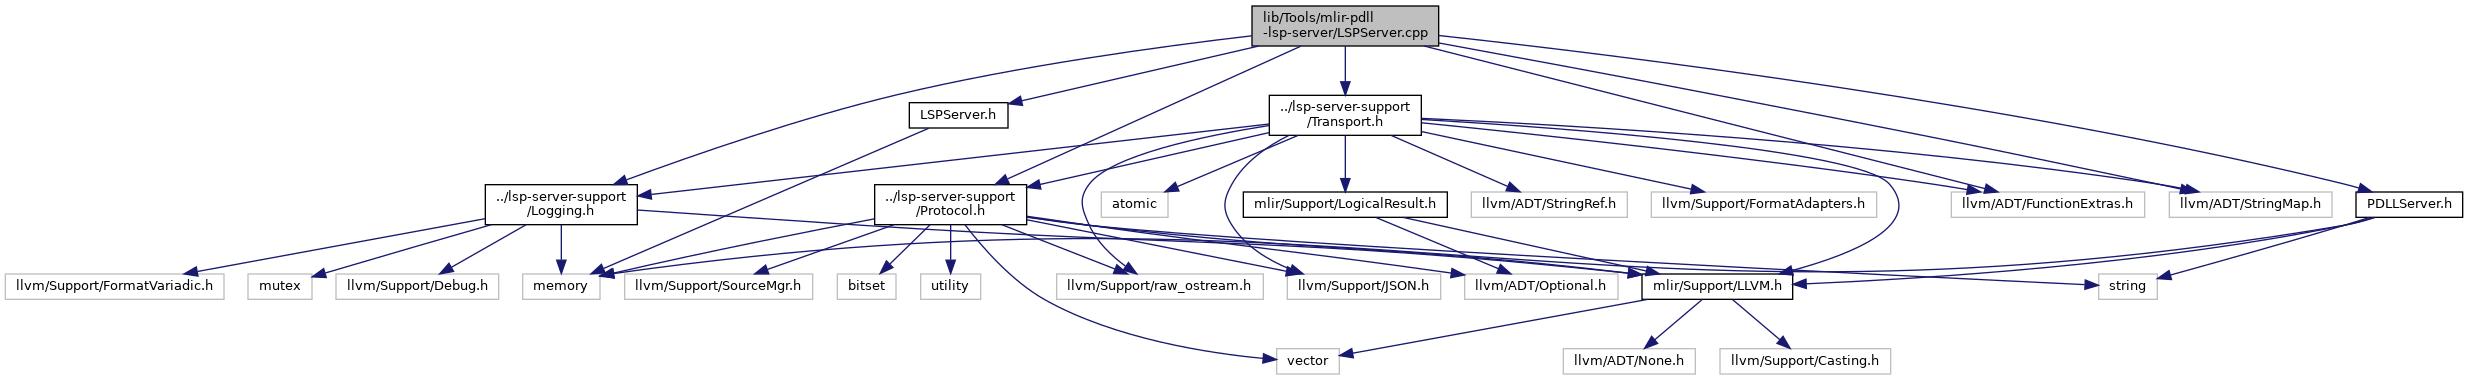 lib/Tools/mlir-pdll
-lsp-server/LSPServer.cpp
LSPServer.h
../lsp-server-support
/Transport.h
../lsp-server-support
/Logging.h
../lsp-server-support
/Protocol.h
atomic
mlir/Support/LogicalResult.h
llvm/ADT/StringRef.h
llvm/Support/FormatAdapters.h
llvm/ADT/FunctionExtras.h
llvm/ADT/StringMap.h
PDLLServer.h
llvm/Support/FormatVariadic.h
mutex
llvm/Support/Debug.h
memory
llvm/Support/SourceMgr.h
bitset
utility
llvm/Support/raw_ostream.h
llvm/Support/JSON.h
llvm/ADT/Optional.h
mlir/Support/LLVM.h
string
vector
llvm/ADT/None.h
llvm/Support/Casting.h